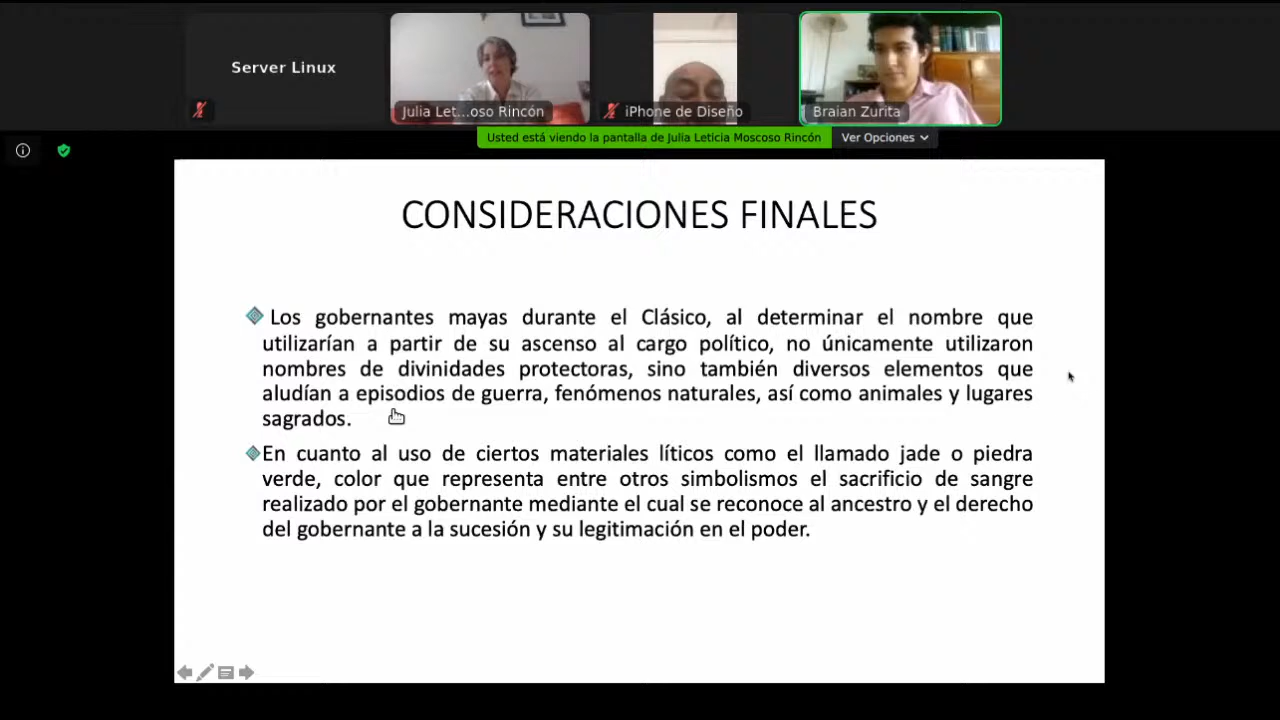 Server Linux
Julia Let...oso Rincón
iPhone de Diseño
Braian Zurita
Usted está viendo la pantalla de Julia Leticia Moscoso Rincón
Ver Opciones
CONSIDERACIONES FINALES
Los gobernantes mayas durante el Clásico, al determinar el nombre que
utilizarían a partir de su ascenso al cargo político, no únicamente utilizaron
nombres de divinidades protectoras, sino también diversos elementos que
aludían a episodios de guerra, fenómenos naturales, así como animales y lugares
sagrados.
En cuanto al uso de ciertos materiales líticos como el llamado jade o piedra
verde, color que representa entre otros simbolismos el sacrificio de sangre
realizado por el gobernante mediante el cual se reconoce al ancestro y el derecho
del gobernante a la sucesión y su legitimación en el poder.